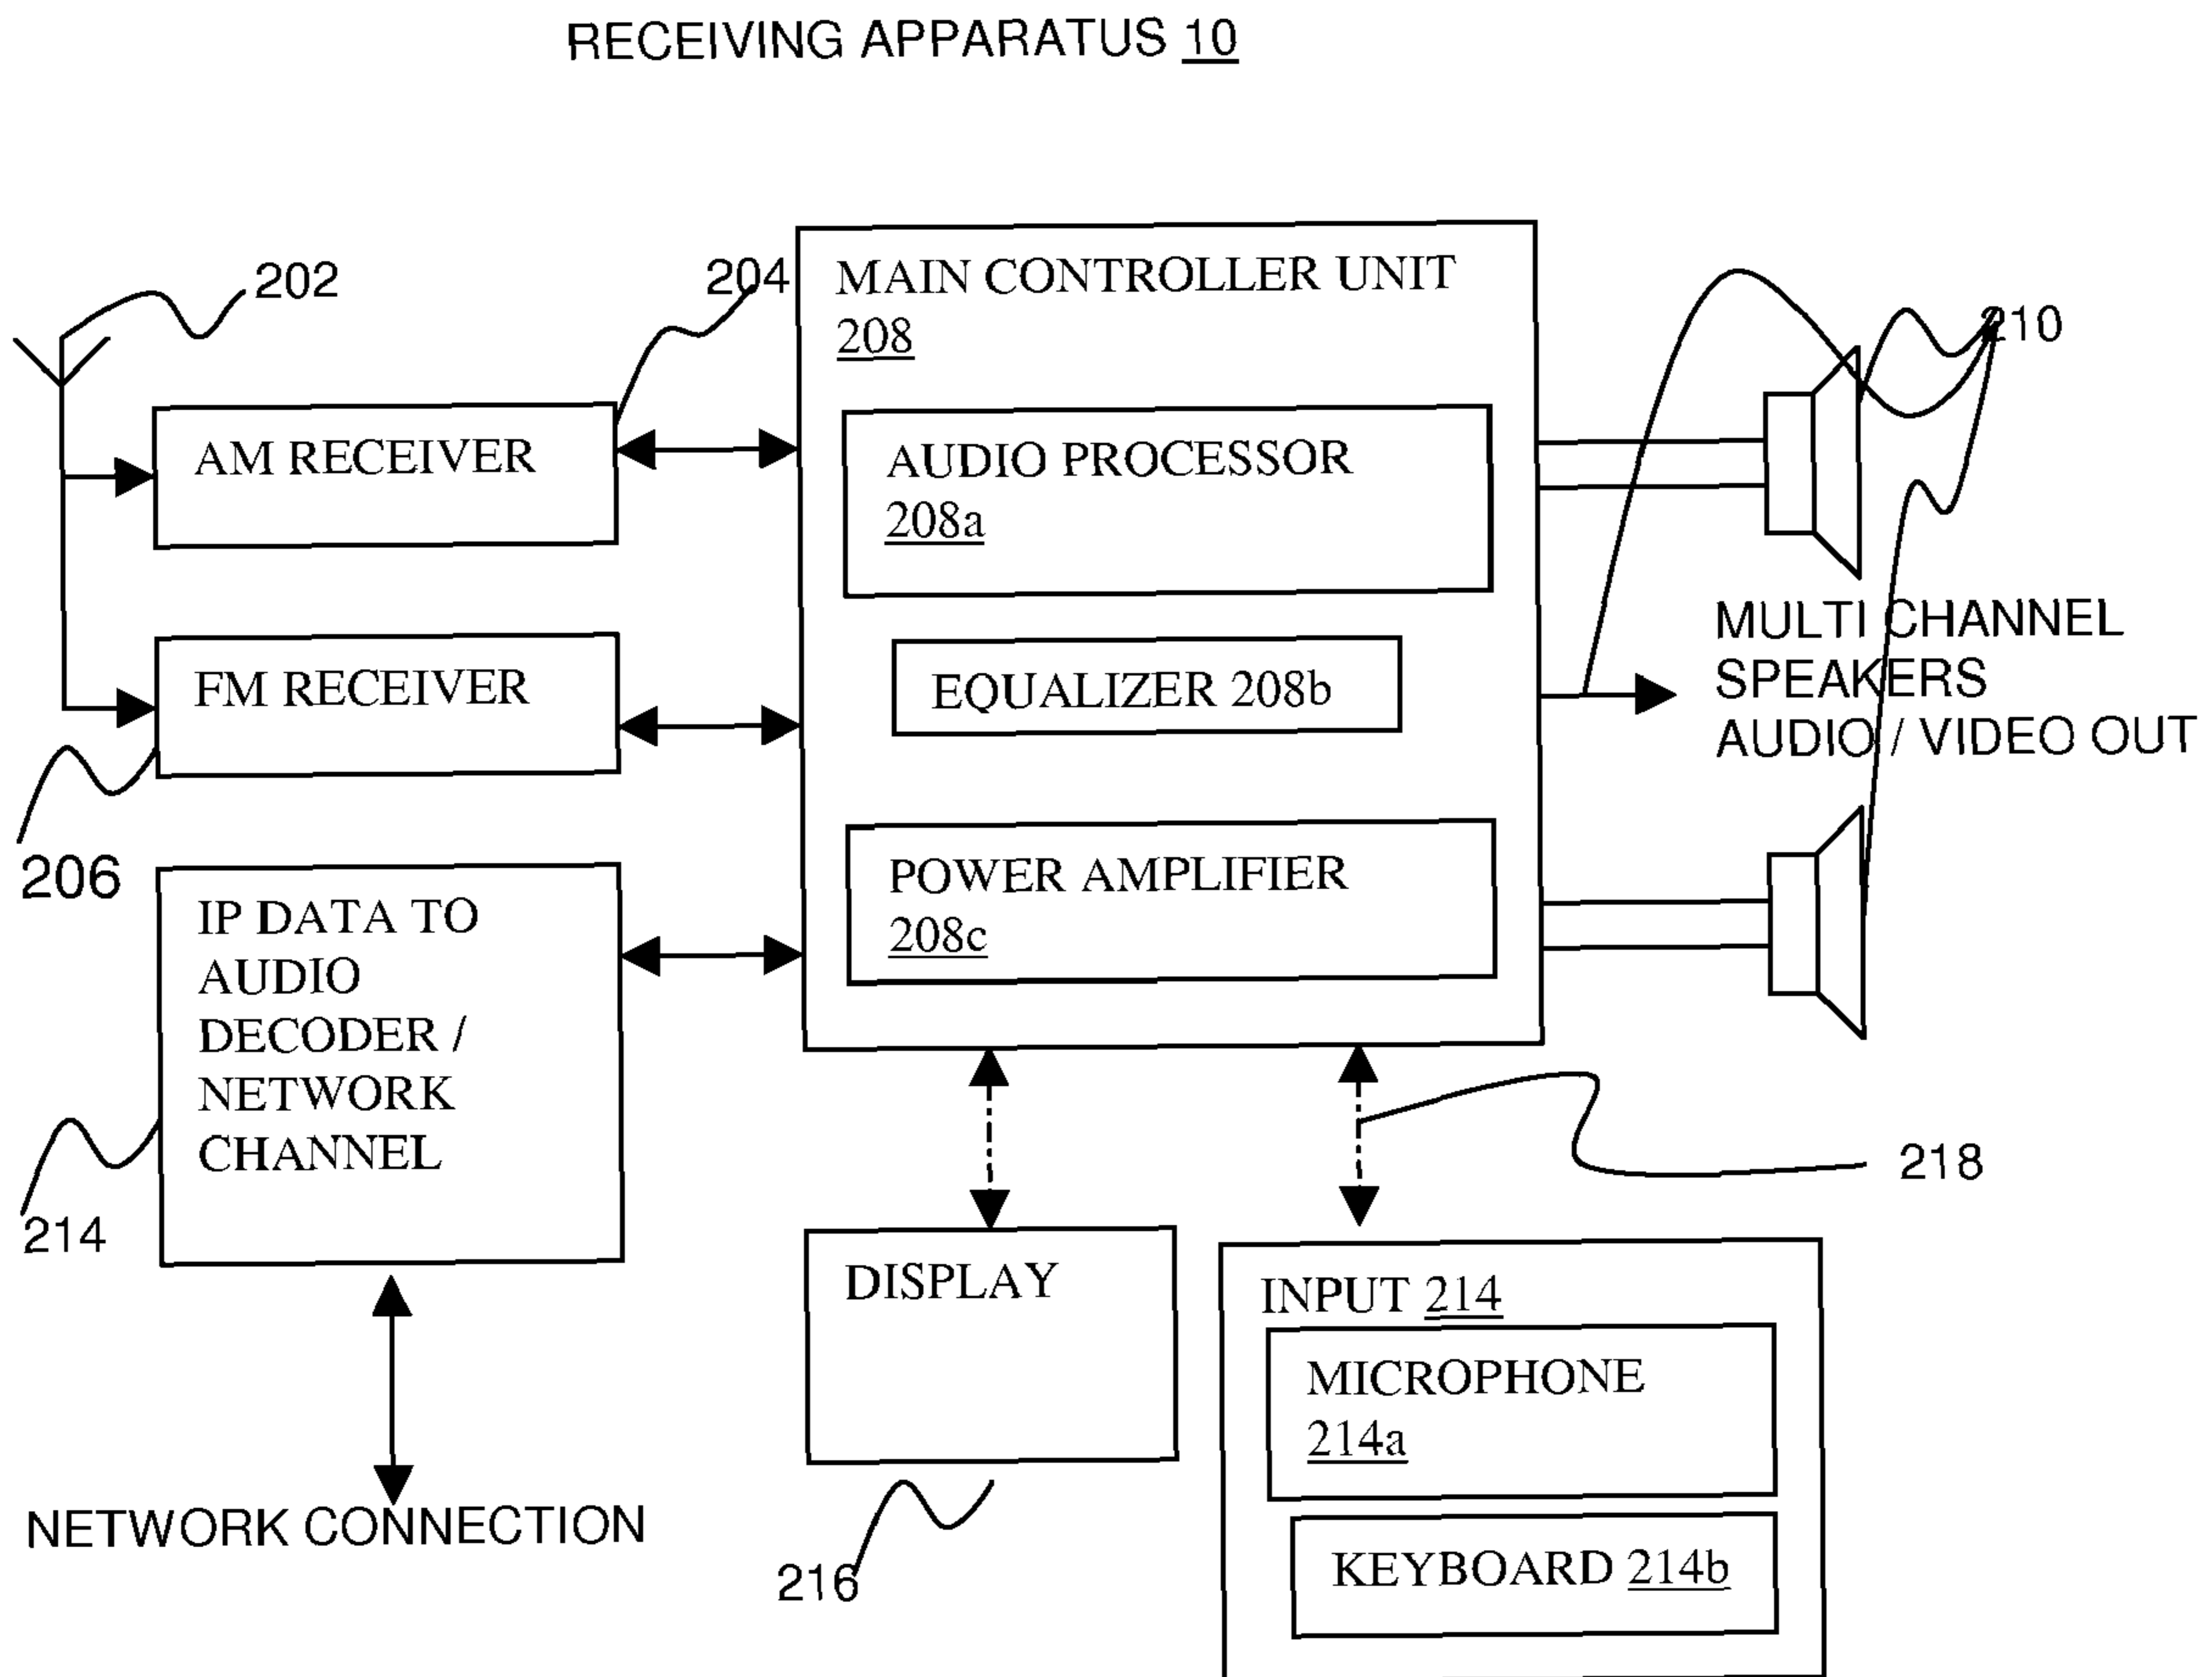 RECEIVING APPARATUS 10
202
204
MAIN CONTROLLER UNIT
208
210
AM RECEIVER
AUDIO PROCESSOR
208a
MULTI CHANNEL
SPEAKERS
AUDIO / VIDEO OUT
FM RECEIVER
EQUALIZER 208b
206
POWER AMPLIFIER
208c
IP DATA TO
AUDIO
DECODER /
NETWORK
CHANNEL
214
218
DISPLAY
INPUT 214
MICROPHONE
214a
KEYBOARD 214b
NETWORK CONNECTION
216